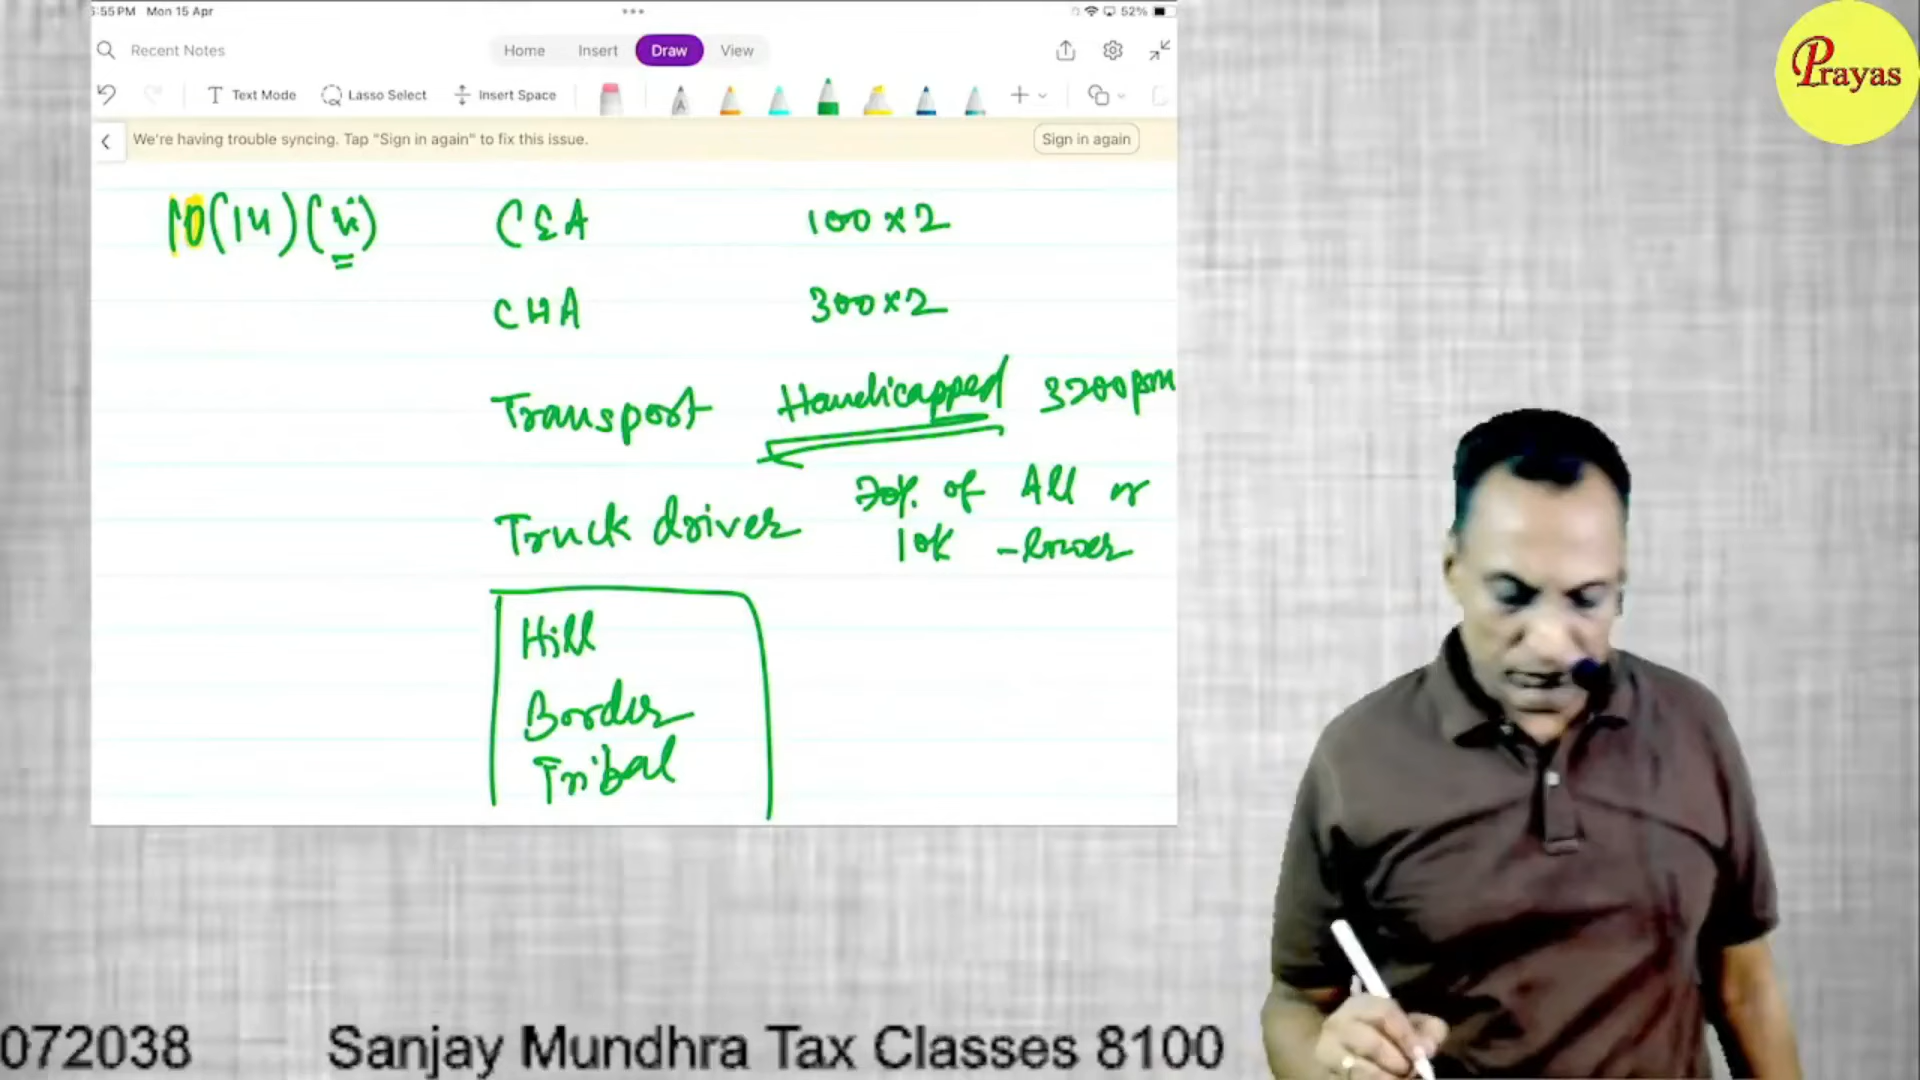 :55 PM Mon 15 Apr
52%
Recent Notes
Home Insert Draw View
Text Mode Lasso Select Insert Space
We're having trouble syncing. Tap "Sign in again" to fix this issue.
Sign in again
Prayas
10(14)(ii)
CEA 100 x 2
CHA 300 x 2
Transport Handicapped 3200 pm
Truck driver 70% of All or
10K - lower
Hill
Border
Tribal
072038 Sanjay Mundhra Tax Classes 8100